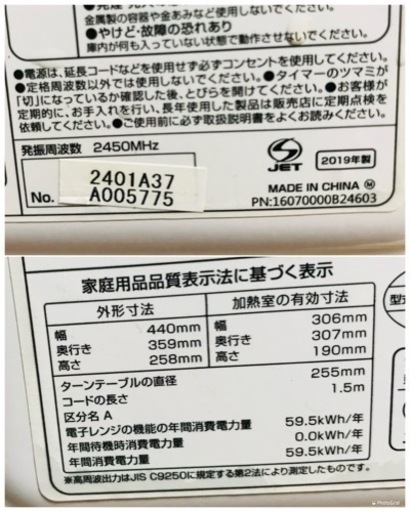 金属製の容器や金あみなど使用しないでください。
●やけど・故障の恐れあり
庫内が何も入っていない状態で動作させないでください。
●電源は、延長コードなどを使用せず必ずコンセントを使用してください。
●定格周波数以外では使用しないでください。●タイマーのツマミが
「切」になっているか確認した後、とびらを開けてください。●お客様が
定期的に、お手入れを行い、長年使用した製品は販売店に定期点検を
依頼してください。●ご使用前に必ず取扱説明書をよくお読みください。
発振周波数 2450MHz
JET
2019年製
No. 2401A37
A005775
MADE IN CHINA Ⓜ
PN:16070000B24603
家庭用品品質表示法に基づく表示
外形寸法 加熱室の有効寸法
幅 440mm 306mm
奥行き 359mm 307mm
高さ 258mm 190mm
ターンテーブルの直径 255mm
コードの長さ 1.5m
区分名 A
電子レンジの機能の年間消費電力量 59.5kWh/年
年間待機時消費電力量 0.0kWh/年
年間消費電力量 59.5kWh/年
※高周波出力はJIS C9250に規定する第2法により測定したものです。
PhotoGrid